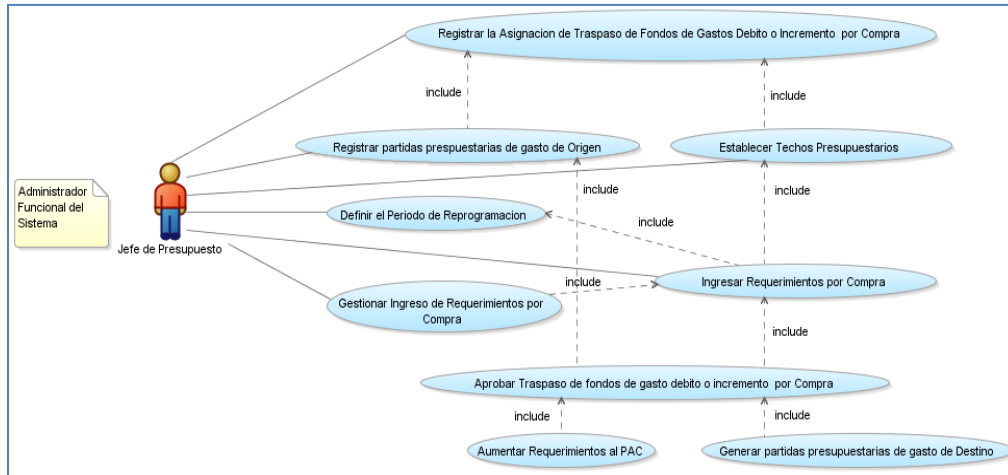 Registrar la Asignacion de Traspaso de Fondos de Gastos Debito o Incremento por Compra
include
include
Registrar partidas prespuestarias de gasto de Origen
Establecer Techos Presupuestarios
Administrador
Funcional del
Sistema
Jefe de Presupuesto
include
include
Definir el Periodo de Reprogramacion
include
Ingresar Requerimientos por Compra
include
Gestionar Ingreso de Requerimientos por
Compra
include
Aprobar Traspaso de fondos de gasto debito o incremento por Compra
include
include
Aumentar Requerimientos al PAC
Generar partidas presupuestarias de gasto de Destino